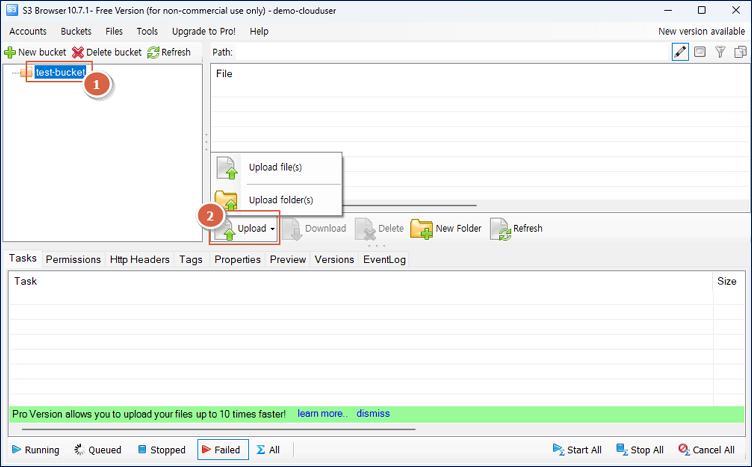 S3 Browser 10.7.1- Free Version (for non-commercial use only) - demo-clouduser
Accounts Buckets Files Tools Upgrade to Pro! Help New version available
New bucket Delete bucket Refresh Path:
test-bucket
1
File
Upload file(s)
Upload folder(s)
2
Upload Download Delete New Folder Refresh
Tasks Permissions Http Headers Tags Properties Preview Versions EventLog
Task Size
Pro Version allows you to upload your files up to 10 times faster! learn more.. dismiss
Running Queued Stopped Failed All Start All Stop All Cancel All